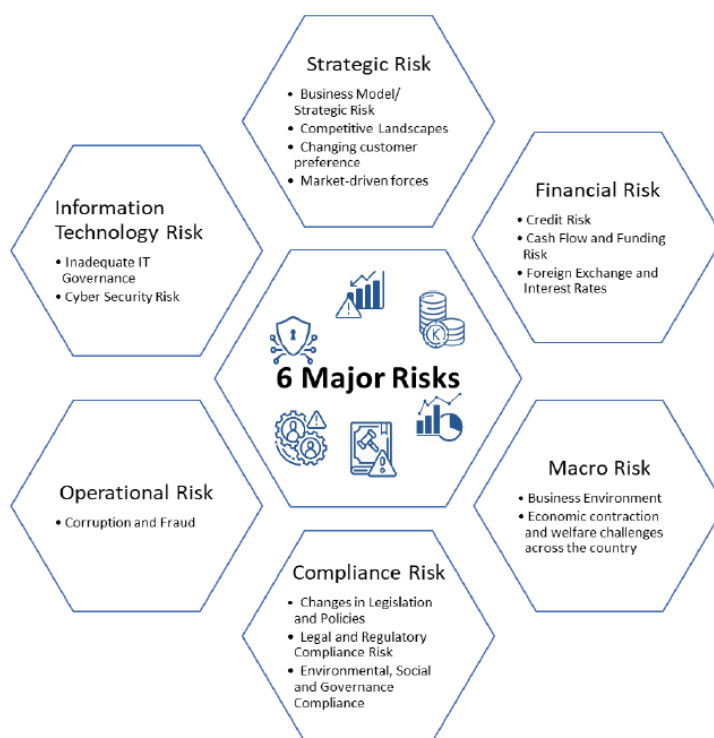 Strategic Risk
• Business Model/
Strategic Risk
• Competitive Landscapes
• Changing customer
preference
• Market-driven forces
Financial Risk
• Credit Risk
• Cash Flow and Funding
Risk
• Foreign Exchange and
Interest Rates
Information
Technology Risk
• Inadequate IT
Governance
• Cyber Security Risk
K
6 Major Risks
Macro Risk
• Business Environment
• Economic contraction
and welfare challenges
across the country
Operational Risk
• Corruption and Fraud
Compliance Risk
• Changes in Legislation
and Policies
• Legal and Regulatory
Compliance Risk
• Environmental, Social
and Governance
Compliance